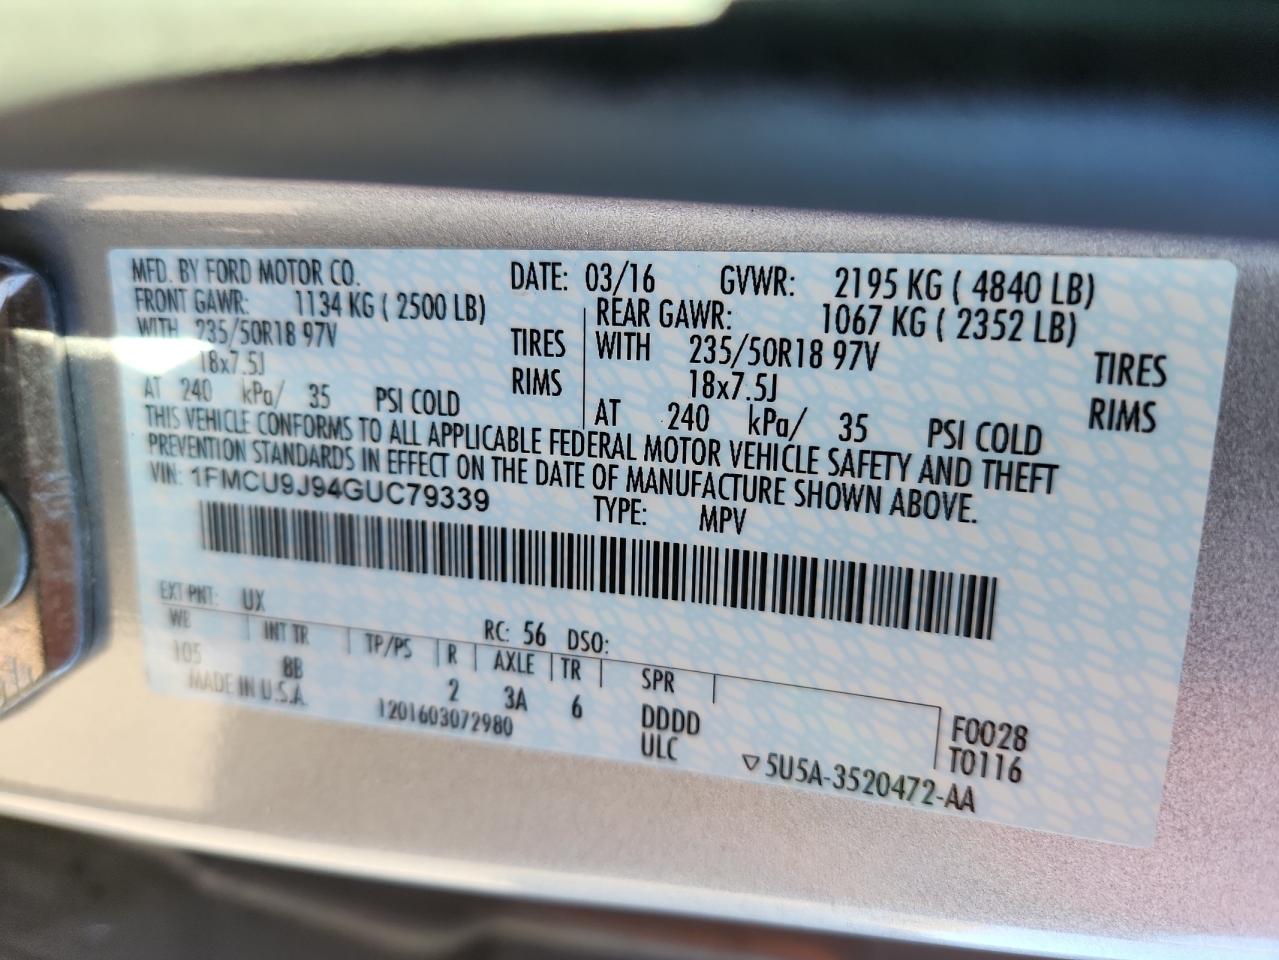 MFD. BY FORD MOTOR CO. DATE: 03/16 GVWR: 2195 KG ( 4840 LB)
FRONT GAWR: 1134 KG ( 2500 LB) REAR GAWR: 1067 KG ( 2352 LB)
WITH 235/50R18 97V TIRES WITH 235/50R18 97V TIRES
18x7.5J RIMS 18x7.5J RIMS
AT 240 kPa/ 35 PSI COLD AT 240 kPa/ 35 PSI COLD
THIS VEHICLE CONFORMS TO ALL APPLICABLE FEDERAL MOTOR VEHICLE SAFETY AND THEFT
PREVENTION STANDARDS IN EFFECT ON THE DATE OF MANUFACTURE SHOWN ABOVE.
VIN: 1FMCU9J94GUC79339 TYPE: MPV
EXT PNT: UX RC: 56 DSO:
WB INT TR TP/PS R AXLE TR SPR
105 8B 2 3A 6 DDDD F0028
MADE IN U.S.A. 1201603072980 ULC T0116
▽5U5A-3520472-AA